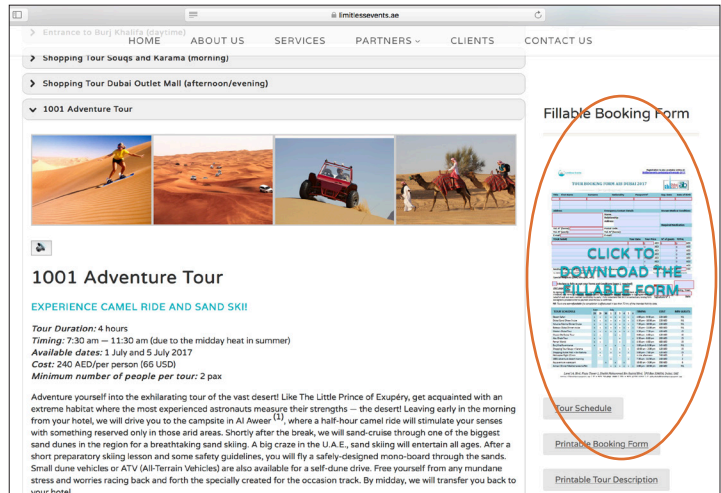 limitlessevents.ae
Entrance to Burj Khalifa (daytime)
HOME ABOUT US SERVICES PARTNERS CLIENTS CONTACT US
Shopping Tour Souqs and Karama (morning)
Shopping Tour Dubai Outlet Mall (afternoon/evening)
1001 Adventure Tour
1001 Adventure Tour
EXPERIENCE CAMEL RIDE AND SAND SKI!
Tour Duration: 4 hours
Timing: 7:30 am — 11:30 am (due to the midday heat in summer)
Available dates: 1 July and 5 July 2017
Cost: 240 AED/per person (66 USD)
Minimum number of people per tour: 2 pax
Adventure yourself into the exhilarating tour of the vast desert! Like The Little Prince of Exupéry, get acquainted with an
extreme habitat where the most experienced astronauts measure their strengths — the desert! Leaving early in the morning
from your hotel, we will drive you to the campsite in Al Aweer (1), where a half-hour camel ride will stimulate your senses
with something reserved only in those arid areas. Shortly after the break, we will sand-cruise through one of the biggest
sand dunes in the region for a breathtaking sand skiing. A big craze in the U.A.E., sand skiing will entertain all ages. After a
short preparatory skiing lesson and some safety guidelines, you will fly a safely-designed mono-board through the sands.
Small dune vehicles or ATV (All-Terrain Vehicles) are also available for a self-dune drive. Free yourself from any mundane
stress and worries racing back and forth the specially created for the occasion track. By midday, we will transfer you back to
your hotel
Fillable Booking Form
TOUR BOOKING FORM ASE DUBAI 2017
CLICK TO
DOWNLOAD THE
FILLABLE FORM
TOUR SCHEDULE
Tour Schedule
Printable Booking Form
Printable Tour Description